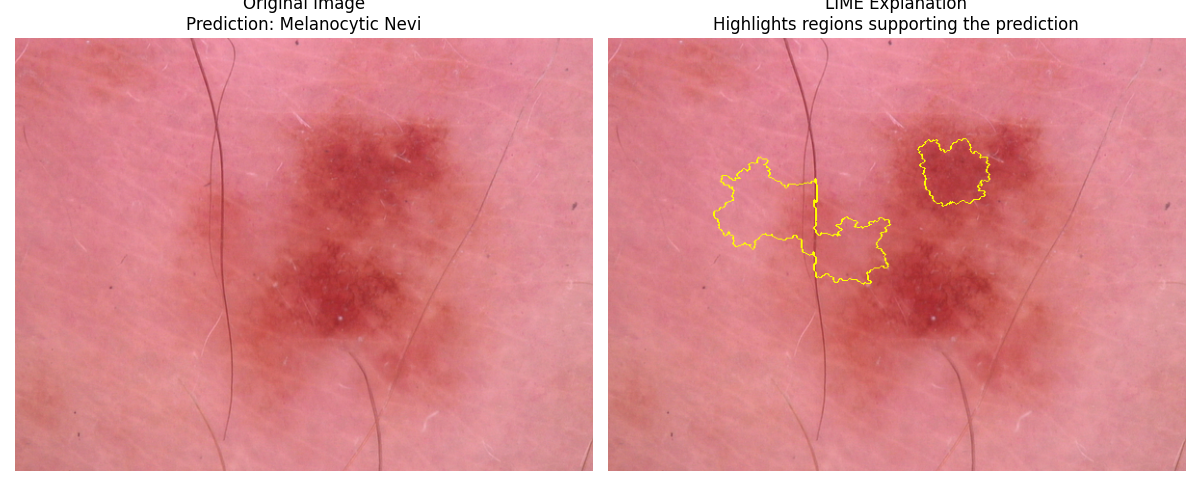 Original Image
Prediction: Melanocytic Nevi
LIME Explanation
Highlights regions supporting the prediction